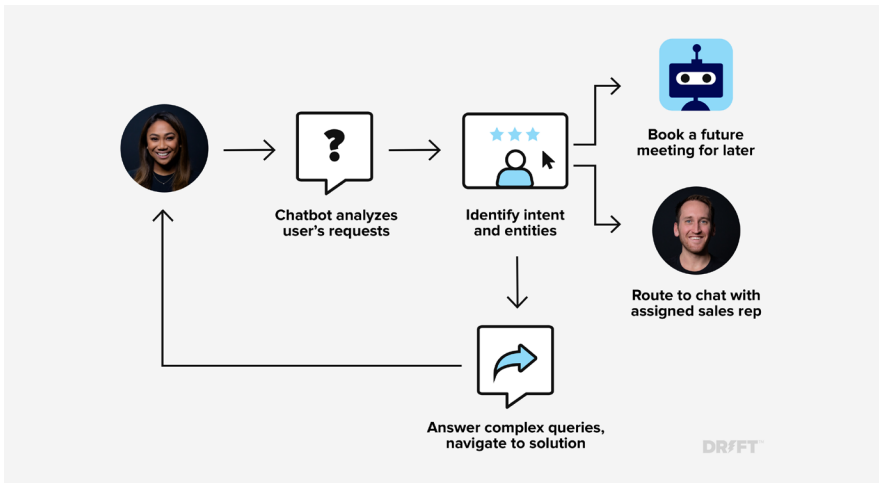 ?
Chatbot analyzes
user's requests
Identify intent
and entities
Book a future
meeting for later
Route to chat with
assigned sales rep
Answer complex queries,
navigate to solution
DRIFT™